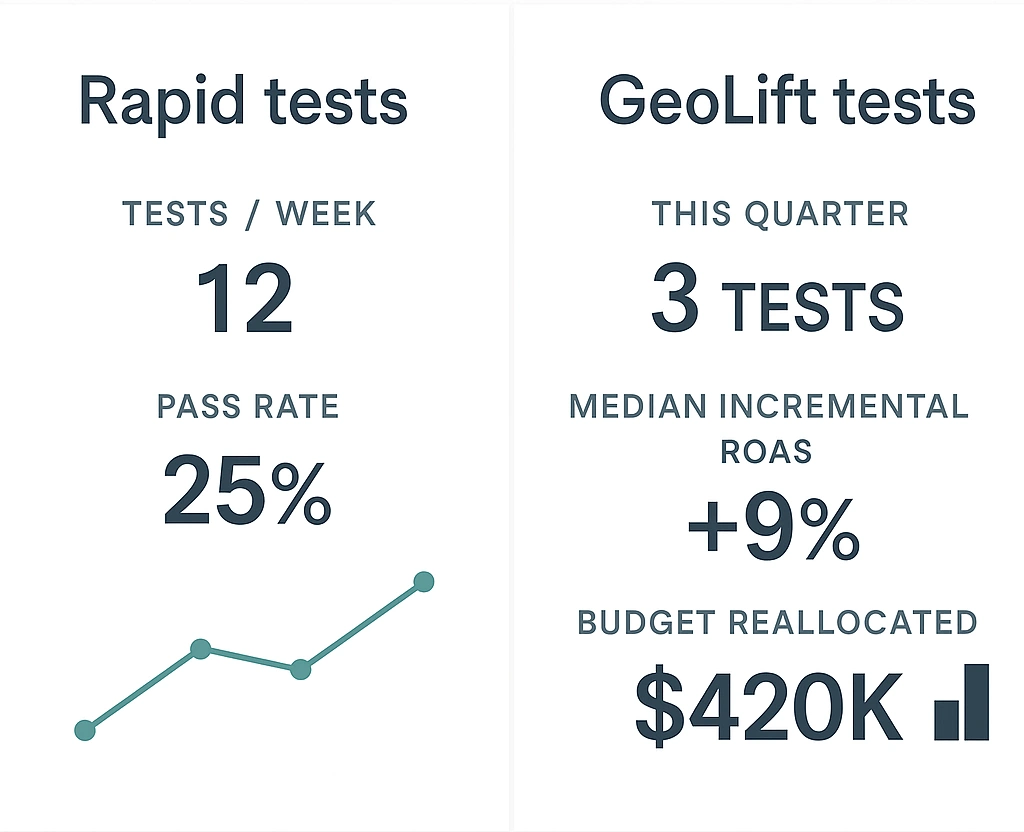 Rapid tests
TESTS / WEEK
12
PASS RATE
25%
GeoLift tests
THIS QUARTER
3 TESTS
MEDIAN INCREMENTAL
ROAS
+9%
BUDGET REALLOCATED
$420K